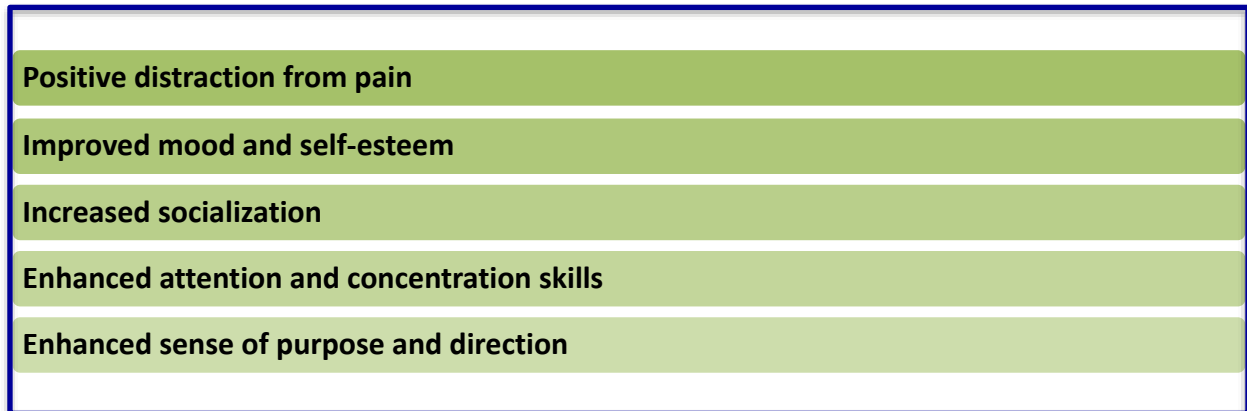 Positive distraction from pain
Improved mood and self-esteem
Increased socialization
Enhanced attention and concentration skills
Enhanced sense of purpose and direction